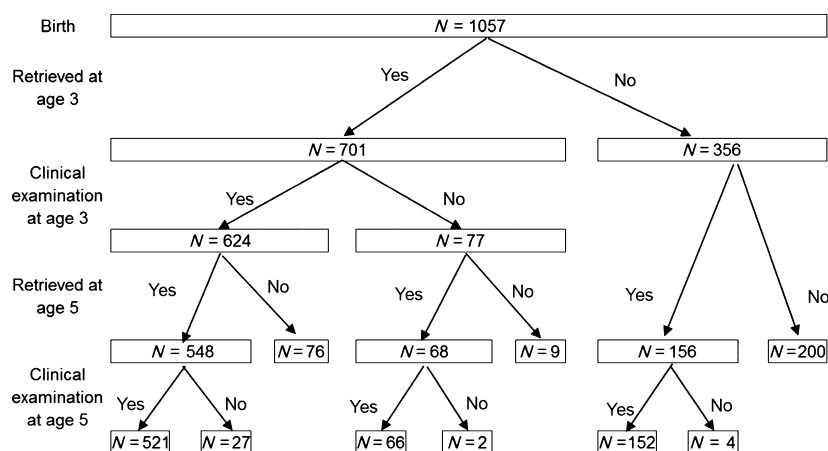 Birth
N = 1057
Retrieved at
age 3
Yes
No
N = 701
N = 356
Clinical
examination
at age 3
Yes
No
N = 624
N = 77
Retrieved at
age 5
Yes
No
Yes
No
Yes
No
N = 548
N = 76
N = 68
N = 9
N = 156
N = 200
Clinical
examination
at age 5
Yes
No
Yes
No
Yes
No
N = 521
N = 27
N = 66
N = 2
N = 152
N = 4